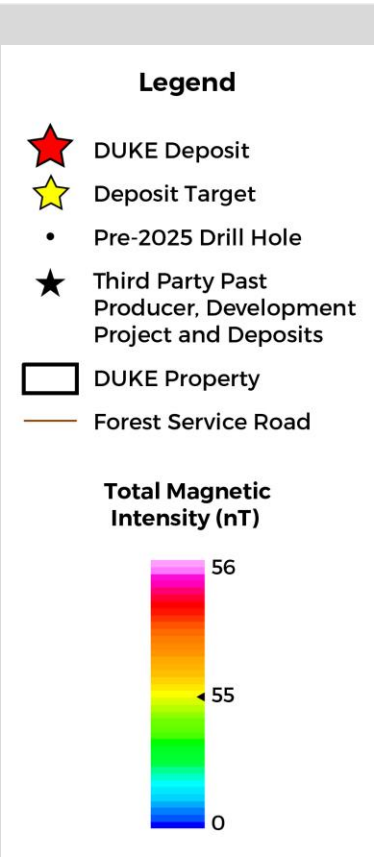 Legend
DUKE Deposit
Deposit Target
Pre-2025 Drill Hole
Third Party Past
Producer, Development
Project and Deposits
DUKE Property
Forest Service Road
Total Magnetic
Intensity (nT)
56
55
0